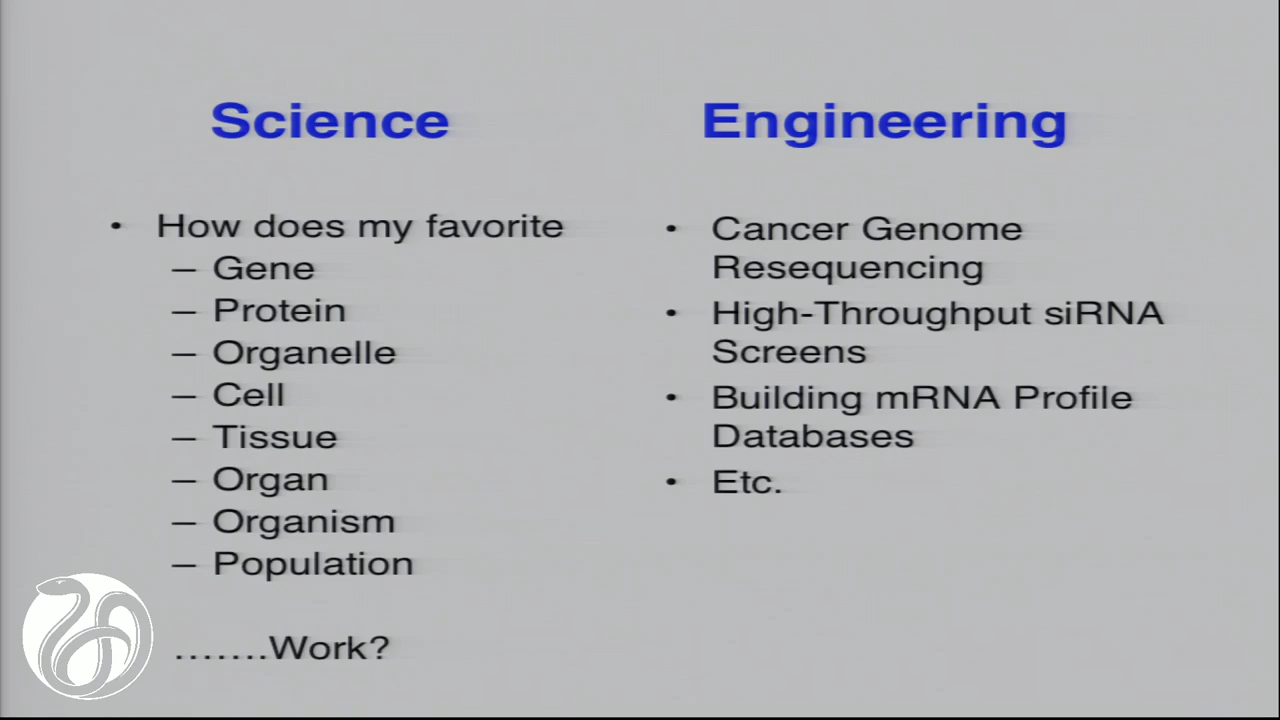 Science
• How does my favorite
– Gene
– Protein
– Organelle
– Cell
– Tissue
– Organ
– Organism
– Population
…….Work?
Engineering
• Cancer Genome
Resequencing
• High-Throughput siRNA
Screens
• Building mRNA Profile
Databases
• Etc.